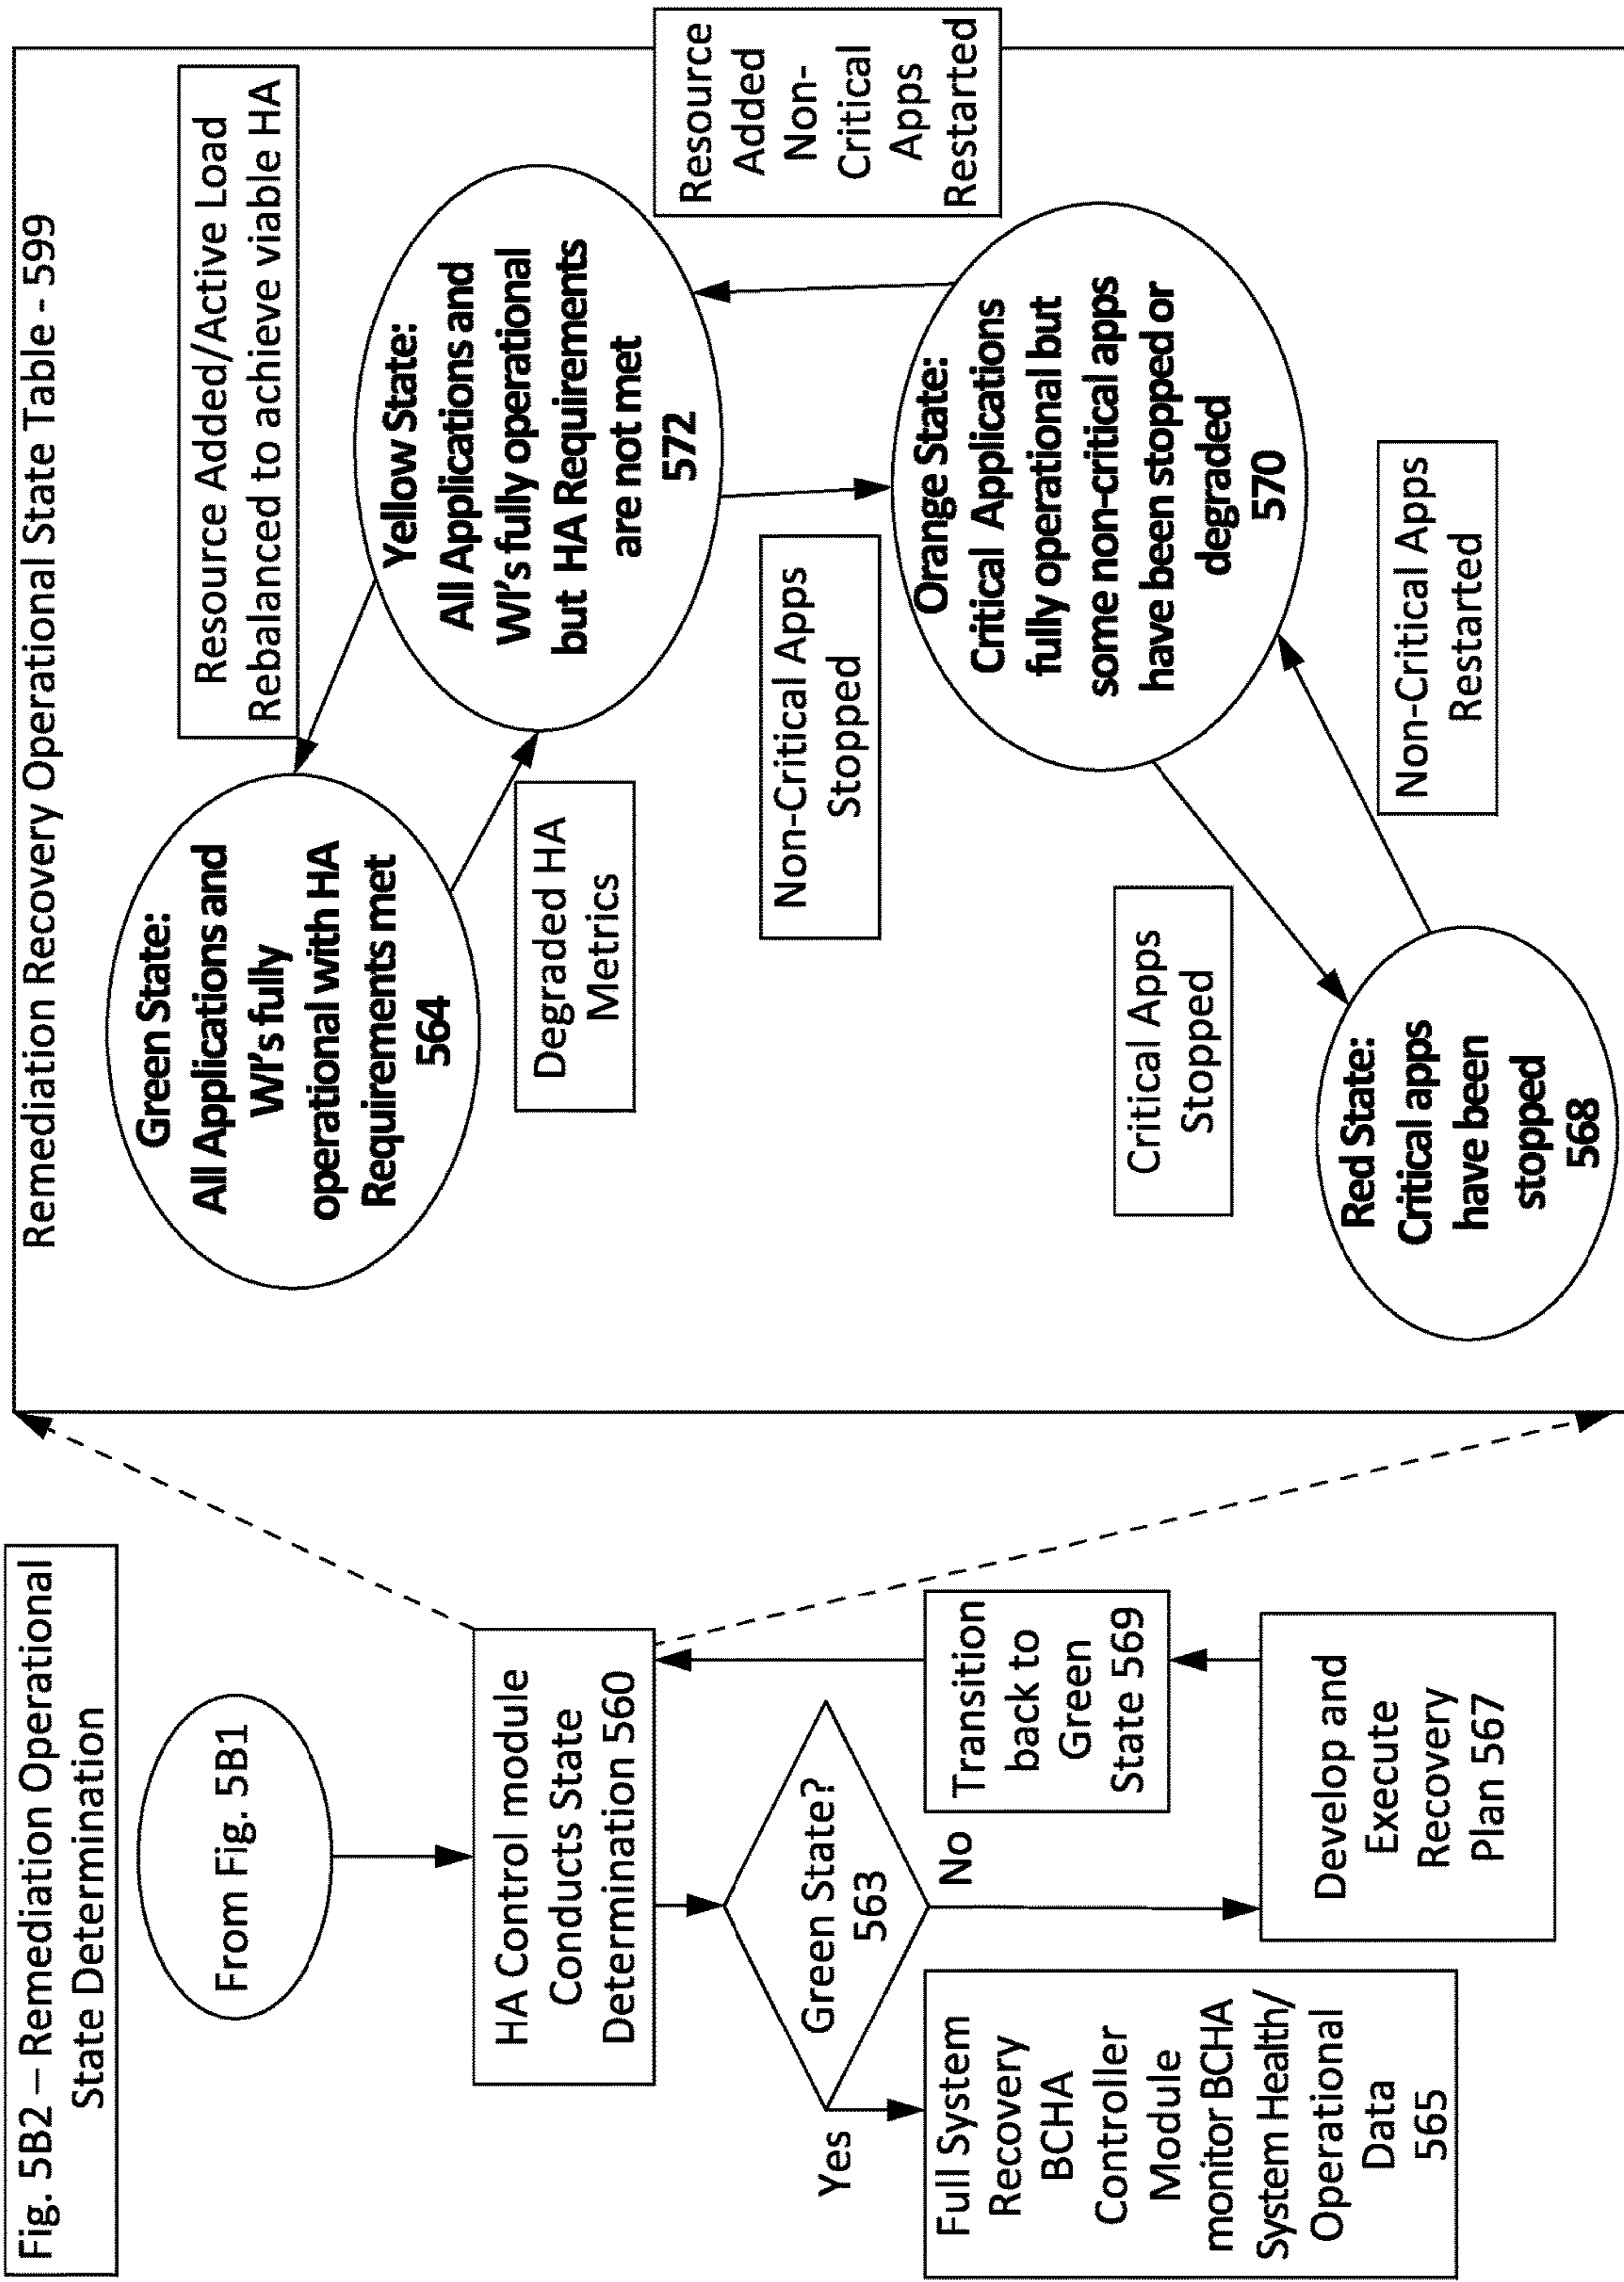 Fig. 5B2 – Remediation Operational
State Determination
From Fig. 5B1
HA Control module
Conducts State
Determination 560
Green State?
563
Yes
No
Full System
Recovery
BCHA
Controller
Module
monitor BCHA
System Health/
Operational
Data
565
Transition
back to
Green
State 569
Develop and
Execute
Recovery
Plan 567
Remediation Recovery Operational State Table - 599
Green State:
All Applications and
WI's fully
operational with HA
Requirements met
564
Resource Added/Active Load
Rebalanced to achieve viable HA
Degraded HA
Metrics
Yellow State:
All Applications and
WI's fully operational
but HA Requirements
are not met
572
Non-Critical Apps
Stopped
Resource
Added
Non-
Critical
Apps
Restarted
Orange State:
Critical Applications
fully operational but
some non-critical apps
have been stopped or
degraded
570
Critical Apps
Stopped
Non-Critical Apps
Restarted
Red State:
Critical apps
have been
stopped
568